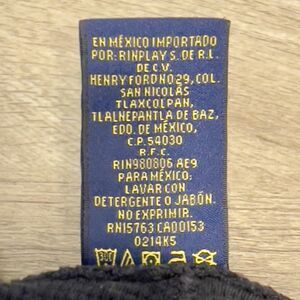 EN MÉXICO IMPORTADO
POR: RINPLAY S. DE R.L.
DE C.V.
HENRY FORD NO 29, COL.
SAN NICOLÁS
TLAXCOLPAN,
TLALNEPANTLA DE BAZ,
EDO. DE MÉXICO,
C.P. 54030
R.F.C.
RIN980806 AE9
PARA MÉXICO:
LAVAR CON
DETERGENTE O JABÓN.
NO EXPRIMIR.
RN15763 CA00153
0214KS